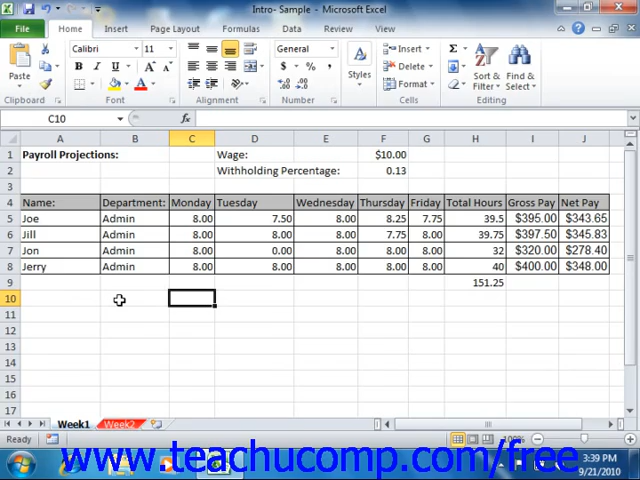 Intro- Sample - Microsoft Excel
File Home Insert Page Layout Formulas Data Review View
Calibri 11 General Insert Σ
Paste B I U $ % , Styles Delete Sort & Filter Find & Select
Format
Clipboard Font Alignment Number Cells Editing
C10 fx
A B C D E F G H I J
1 Payroll Projections: Wage: $10.00
2 Withholding Percentage: 0.13
3
4 Name: Department: Monday Tuesday Wednesday Thursday Friday Total Hours Gross Pay Net Pay
5 Joe Admin 8.00 7.50 8.00 8.25 7.75 39.5 $395.00 $343.65
6 Jill Admin 8.00 8.00 8.00 7.75 8.00 39.75 $397.50 $345.83
7 Jon Admin 8.00 0.00 8.00 8.00 8.00 32 $320.00 $278.40
8 Jerry Admin 8.00 8.00 8.00 8.00 8.00 40 $400.00 $348.00
9 151.25
10
11
12
13
14
15
16
17
Week1 Week2
Ready 100%
www.teachucomp.com/free
3:39 PM
9/21/2010